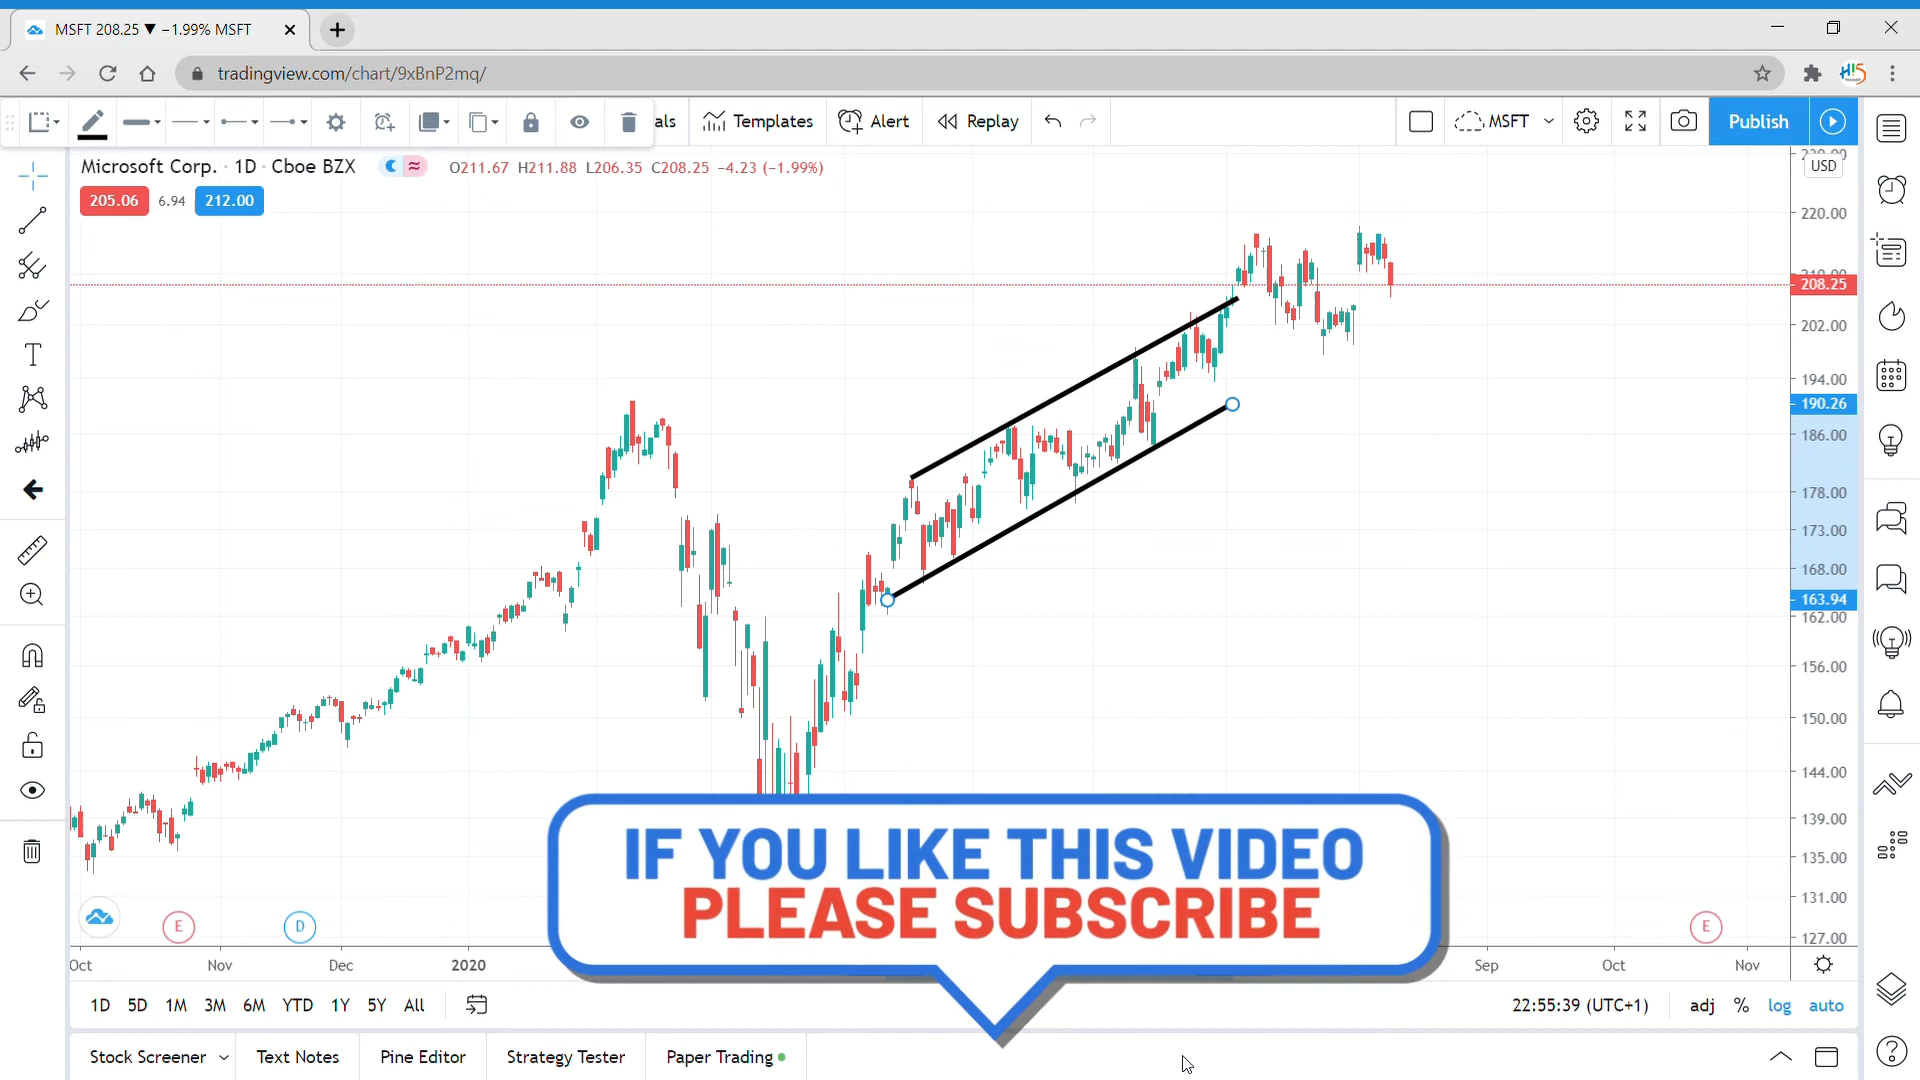 MSFT 208.25 ▼ −1.99% MSFT
tradingview.com/chart/9xBnP2mq/
als
Templates
Alert
Replay
MSFT
Publish
Microsoft Corp. · 1D · Cboe BZX
O211.67 H211.88 L206.35 C208.25 −4.23 (−1.99%)
USD
205.06 6.94 212.00
220.00
210.00
208.25
202.00
194.00
190.26
186.00
178.00
173.00
168.00
163.94
162.00
156.00
150.00
144.00
139.00
135.00
131.00
127.00
IF YOU LIKE THIS VIDEO
PLEASE SUBSCRIBE
E
D
E
Oct Nov Dec 2020 Sep Oct Nov
1D 5D 1M 3M 6M YTD 1Y 5Y All
22:55:39 (UTC+1) adj % log auto
Stock Screener Text Notes Pine Editor Strategy Tester Paper Trading